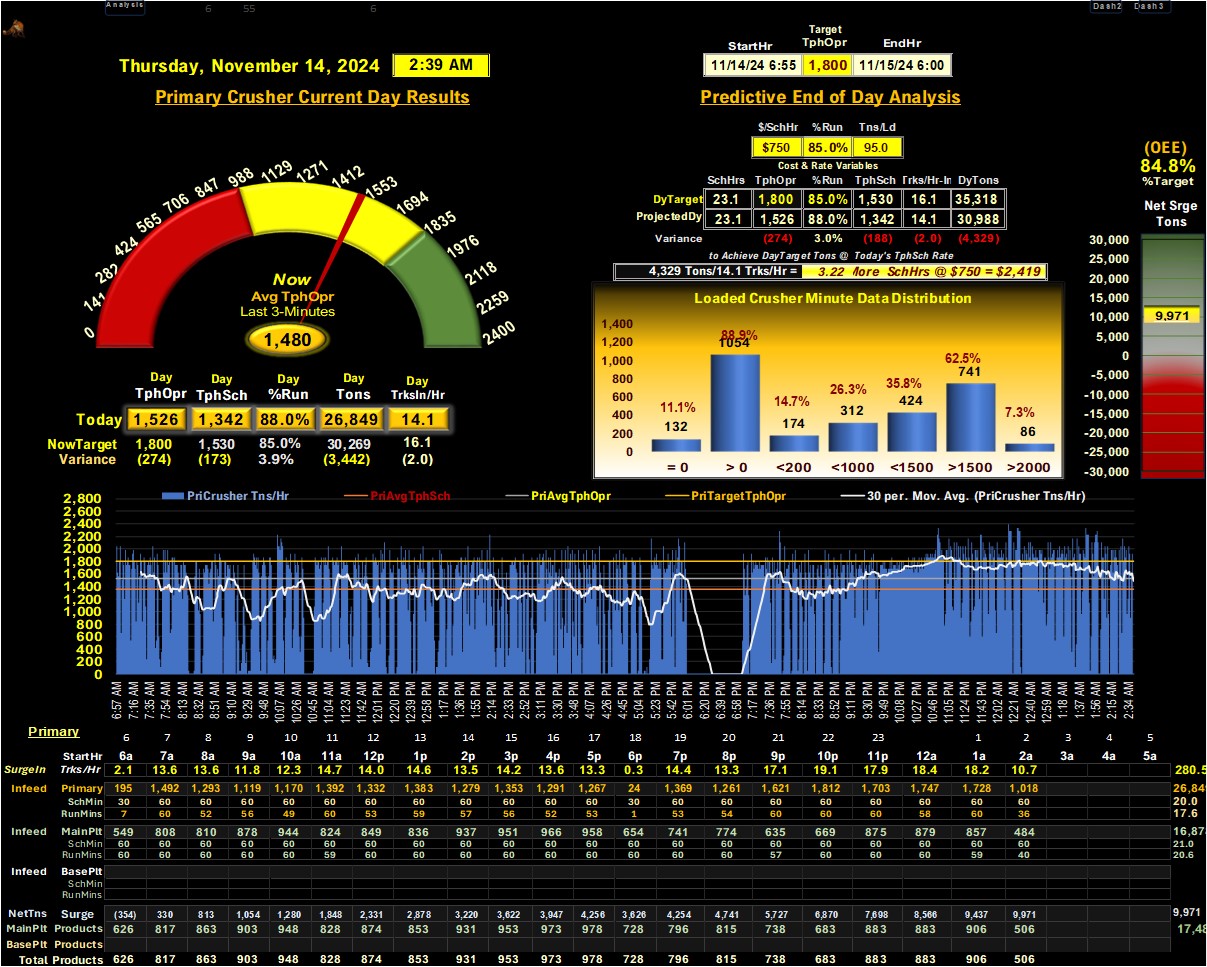 Analysis 6 55 6 Dash2 Dash3
Target
StartHr TphOpr EndHr
Thursday, November 14, 2024 2:39 AM 11/14/24 6:55 1,800 11/15/24 6:00
Primary Crusher Current Day Results Predictive End of Day Analysis
$/SchHr %Run Tns/Ld
$750 85.0% 95.0
Cost & Rate Variables
(OEE)
84.8%
%Target
SchHrs TphOpr %Run TphSch Trks/Hr-In DyTons
DyTarget 23.1 1,800 85.0% 1,530 16.1 35,318
ProjectedDy 23.1 1,526 88.0% 1,342 14.1 30,988
Variance (274) 3.0% (188) (2.0) (4,329)
to Achieve DayTarget Tons @ Today's TphSch Rate
4,329 Tons/14.1 Trks/Hr = 3.22 More SchHrs @ $750 = $2,419
0 141 282 424 565 706 847 988 1129 1271 1412 1553 1694 1835 1976 2118 2259 2400
Now
Avg TphOpr
Last 3-Minutes
1,480
Net Srge
Tons
30,000
25,000
20,000
15,000
10,000
5,000
0
-5,000
-10,000
-15,000
-20,000
-25,000
-30,000
9,971
Loaded Crusher Minute Data Distribution
1,400
1,200
1,000
800
600
400
200
0
11.1% 88.9% 14.7% 26.3% 35.8% 62.5% 7.3%
132 1054 174 312 424 741 86
= 0 > 0 <200 <1000 <1500 >1500 >2000
Day Day Day Day Day
TphOpr TphSch %Run Tons TrksIn/Hr
Today 1,526 1,342 88.0% 26,849 14.1
NowTarget 1,800 1,530 85.0% 30,269 16.1
Variance (274) (173) 3.9% (3,442) (2.0)
PriCrusher Tns/Hr PriAvgTphSch PriAvgTphOpr PriTargetTphOpr 30 per. Mov. Avg. (PriCrusher Tns/Hr)
2,800
2,600
2,400
2,200
2,000
1,800
1,600
1,400
1,200
1,000
800
600
400
200
0
6:57 AM 7:16 AM 7:35 AM 7:54 AM 8:13 AM 8:32 AM 8:51 AM 9:10 AM 9:29 AM 9:48 AM 10:07 AM 10:26 AM 10:45 AM 11:04 AM 11:23 AM 11:42 AM 12:01 PM 12:20 PM 12:39 PM 12:58 PM 1:17 PM 1:36 PM 1:55 PM 2:14 PM 2:33 PM 2:52 PM 3:11 PM 3:30 PM 3:48 PM 4:07 PM 4:26 PM 4:45 PM 5:04 PM 5:23 PM 5:42 PM 6:01 PM 6:20 PM 6:39 PM 6:58 PM 7:17 PM 7:36 PM 7:55 PM 8:14 PM 8:33 PM 8:52 PM 9:11 PM 9:30 PM 9:49 PM 10:08 PM 10:27 PM 10:46 PM 11:05 PM 11:24 PM 11:43 PM 12:02 AM 12:21 AM 12:40 AM 12:59 AM 1:18 AM 1:37 AM 1:56 AM 2:15 AM 2:34 AM
Primary 6 7 8 9 10 11 12 13 14 15 16 17 18 19 20 21 22 23 1 2 3 4 5
StartHr 6a 7a 8a 9a 10a 11a 12p 1p 2p 3p 4p 5p 6p 7p 8p 9p 10p 11p 12a 1a 2a 3a 4a 5a
SurgeIn Trks/Hr 2.1 13.6 13.6 11.8 12.3 14.7 14.0 14.6 13.5 14.2 13.6 13.3 0.3 14.4 13.3 17.1 19.1 17.9 18.4 18.2 10.7 280.5
Infeed Primary 195 1,492 1,293 1,119 1,170 1,392 1,332 1,383 1,279 1,353 1,291 1,267 24 1,369 1,261 1,621 1,812 1,703 1,747 1,728 1,018 26,84
SchMin 30 60 60 60 60 60 60 60 60 60 60 60 30 60 60 60 60 60 60 60 60 20.0
RunMins 7 60 52 56 49 60 53 59 57 56 52 53 1 53 54 60 60 60 58 60 36 17.6
Infeed MainPlt 549 808 810 878 944 824 849 836 937 951 966 958 654 741 774 635 669 875 879 857 484 16,87
SchMin 60 60 60 60 60 60 60 60 60 60 60 60 60 60 60 60 60 60 60 60 60 21.0
RunMins 60 60 60 60 60 59 60 60 60 60 60 60 60 60 60 57 60 60 60 59 40 20.6
Infeed BasePlt
SchMin
RunMins
NetTns Surge (354) 330 813 1,054 1,280 1,848 2,331 2,878 3,220 3,622 3,947 4,256 3,626 4,254 4,741 5,727 6,870 7,698 8,566 9,437 9,971 9,971
MainPlt Products 626 817 863 903 948 828 874 853 931 953 973 978 728 796 815 738 683 883 883 906 506 17,48
BasePlt Products
Total Products 626 817 863 903 948 828 874 853 931 953 973 978 728 796 815 738 683 883 883 906 506